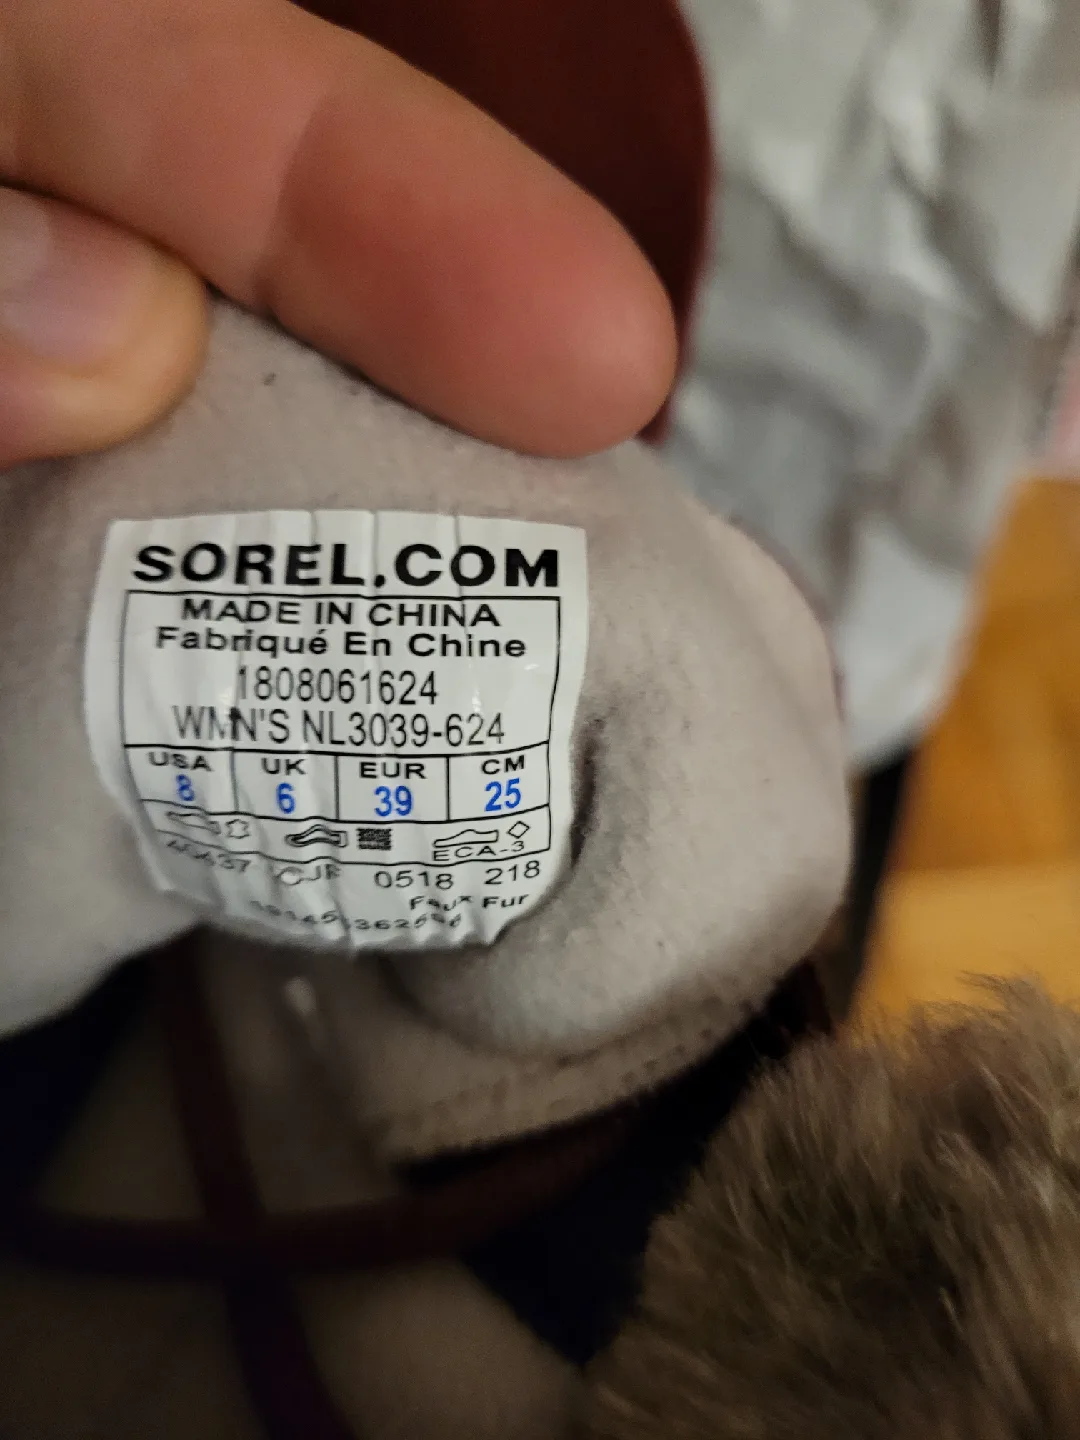 SOREL.COM
MADE IN CHINA
Fabriqué En Chine
1808061624
WMN'S NL3039-624
USA UK EUR CM
8 6 39 25
ECA-3
CJF 0518 218
Faux Fur